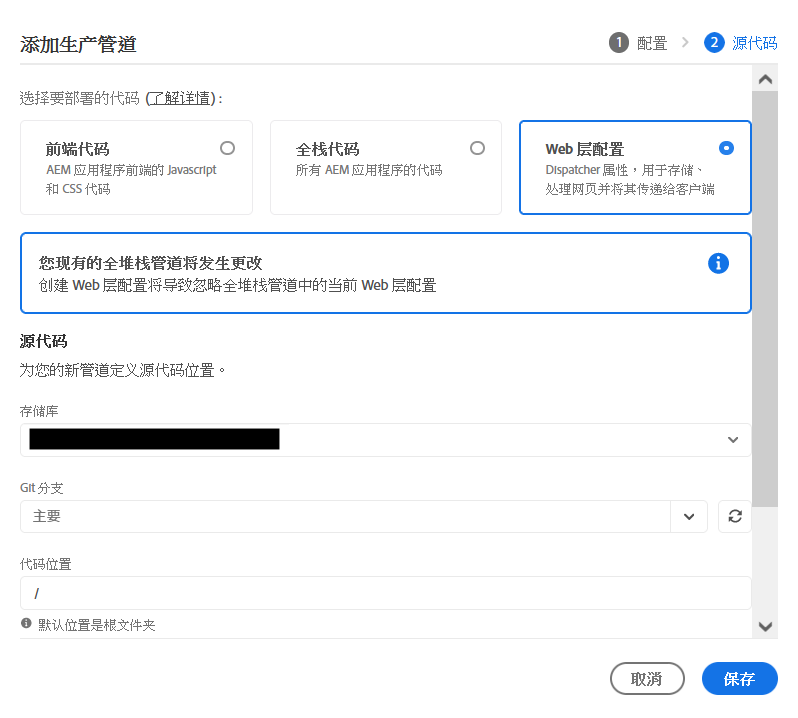 添加生产管道
1 配置 > 2 源代码
选择要部署的代码 (了解详情) :
前端代码
AEM 应用程序前端的 Javascript
和 CSS 代码
全栈代码
所有 AEM 应用程序的代码
Web 层配置
Dispatcher 属性，用于存储、
处理网页并将其传递给客户端
您现有的全堆栈管道将发生更改
创建 Web 层配置将导致忽略全堆栈管道中的当前 Web 层配置
源代码
为您的新管道定义源代码位置。
存储库
Git 分支
主要
代码位置
/
默认位置是根文件夹
取消
保存